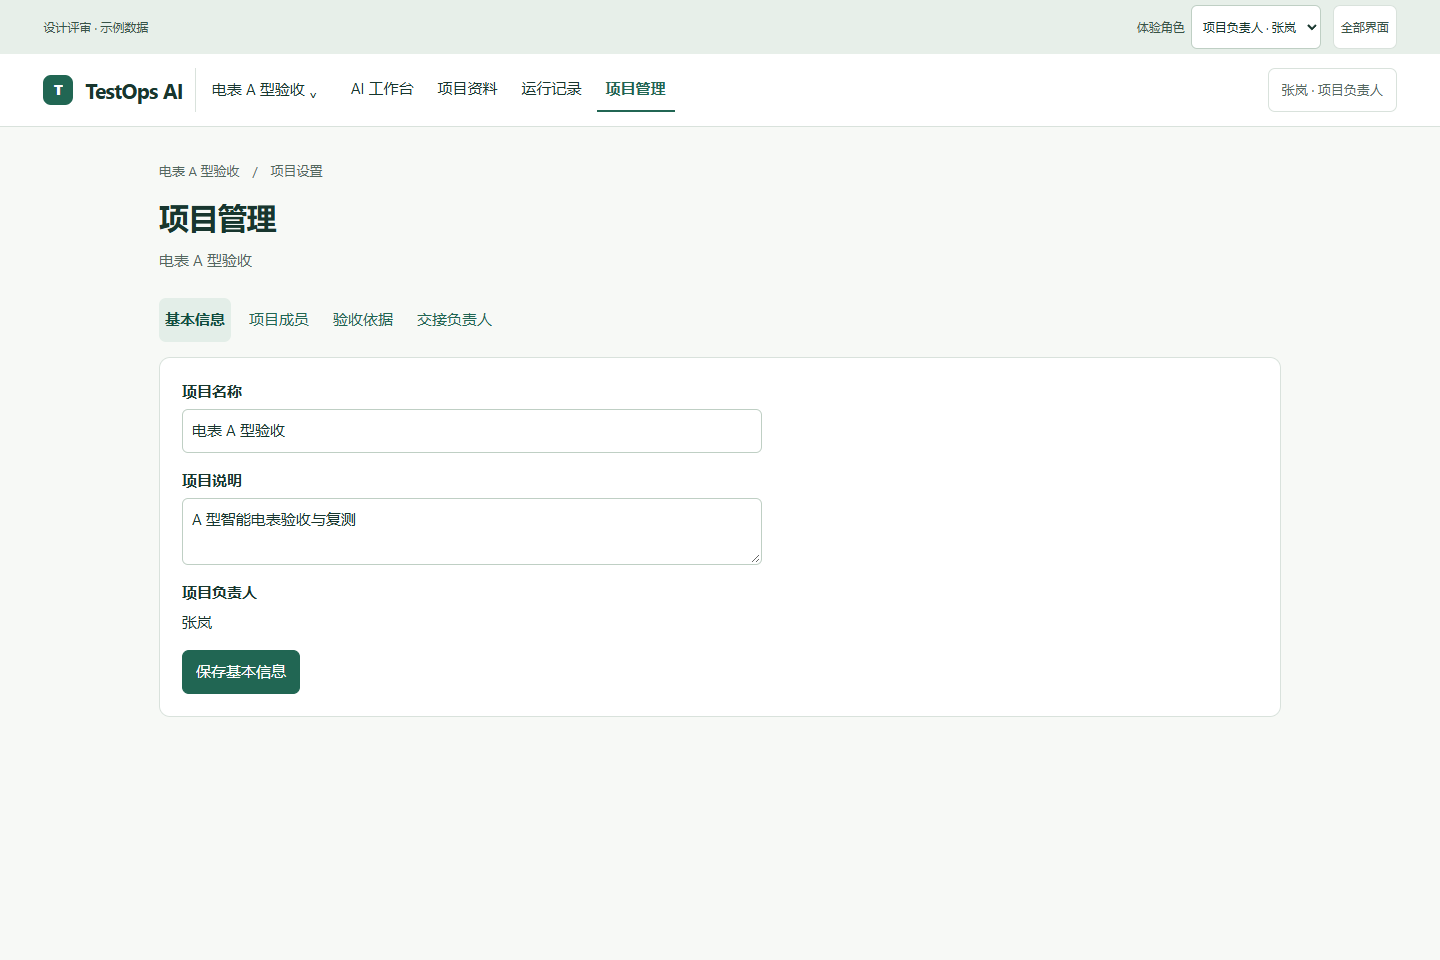 设计评审 · 示例数据
体验角色 项目负责人 · 张岚 全部界面
T TestOps AI 电表 A 型验收 AI 工作台 项目资料 运行记录 项目管理 张岚 · 项目负责人
电表 A 型验收 / 项目设置
项目管理
电表 A 型验收
基本信息 项目成员 验收依据 交接负责人
项目名称
电表 A 型验收
项目说明
A 型智能电表验收与复测
项目负责人
张岚
保存基本信息